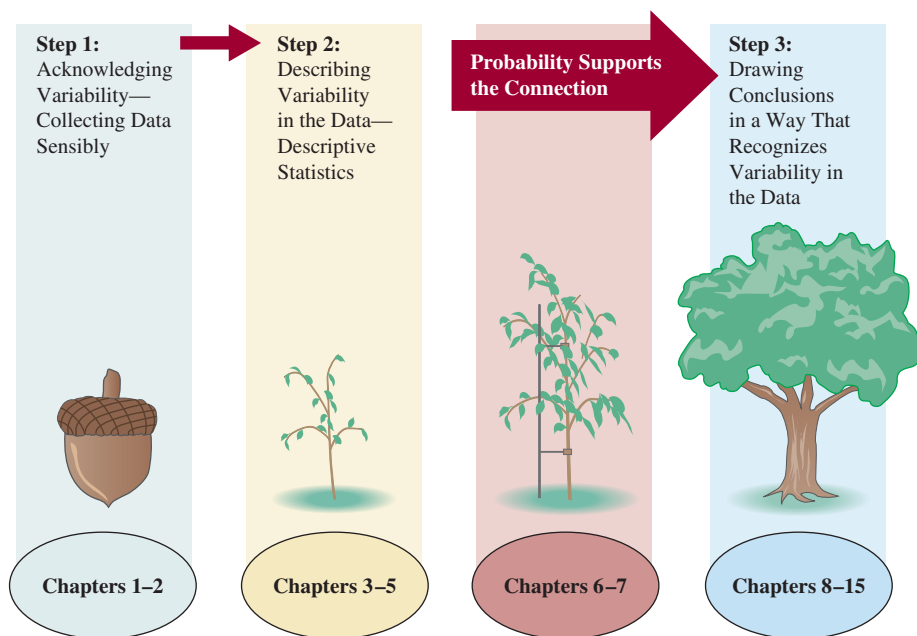 Step 1:
Acknowledging
Variability—
Collecting Data
Sensibly
Step 2:
Describing
Variability
in the Data—
Descriptive
Statistics
Probability Supports
the Connection
Step 3:
Drawing
Conclusions
in a Way That
Recognizes
Variability in
the Data
Chapters 1–2
Chapters 3–5
Chapters 6–7
Chapters 8–15